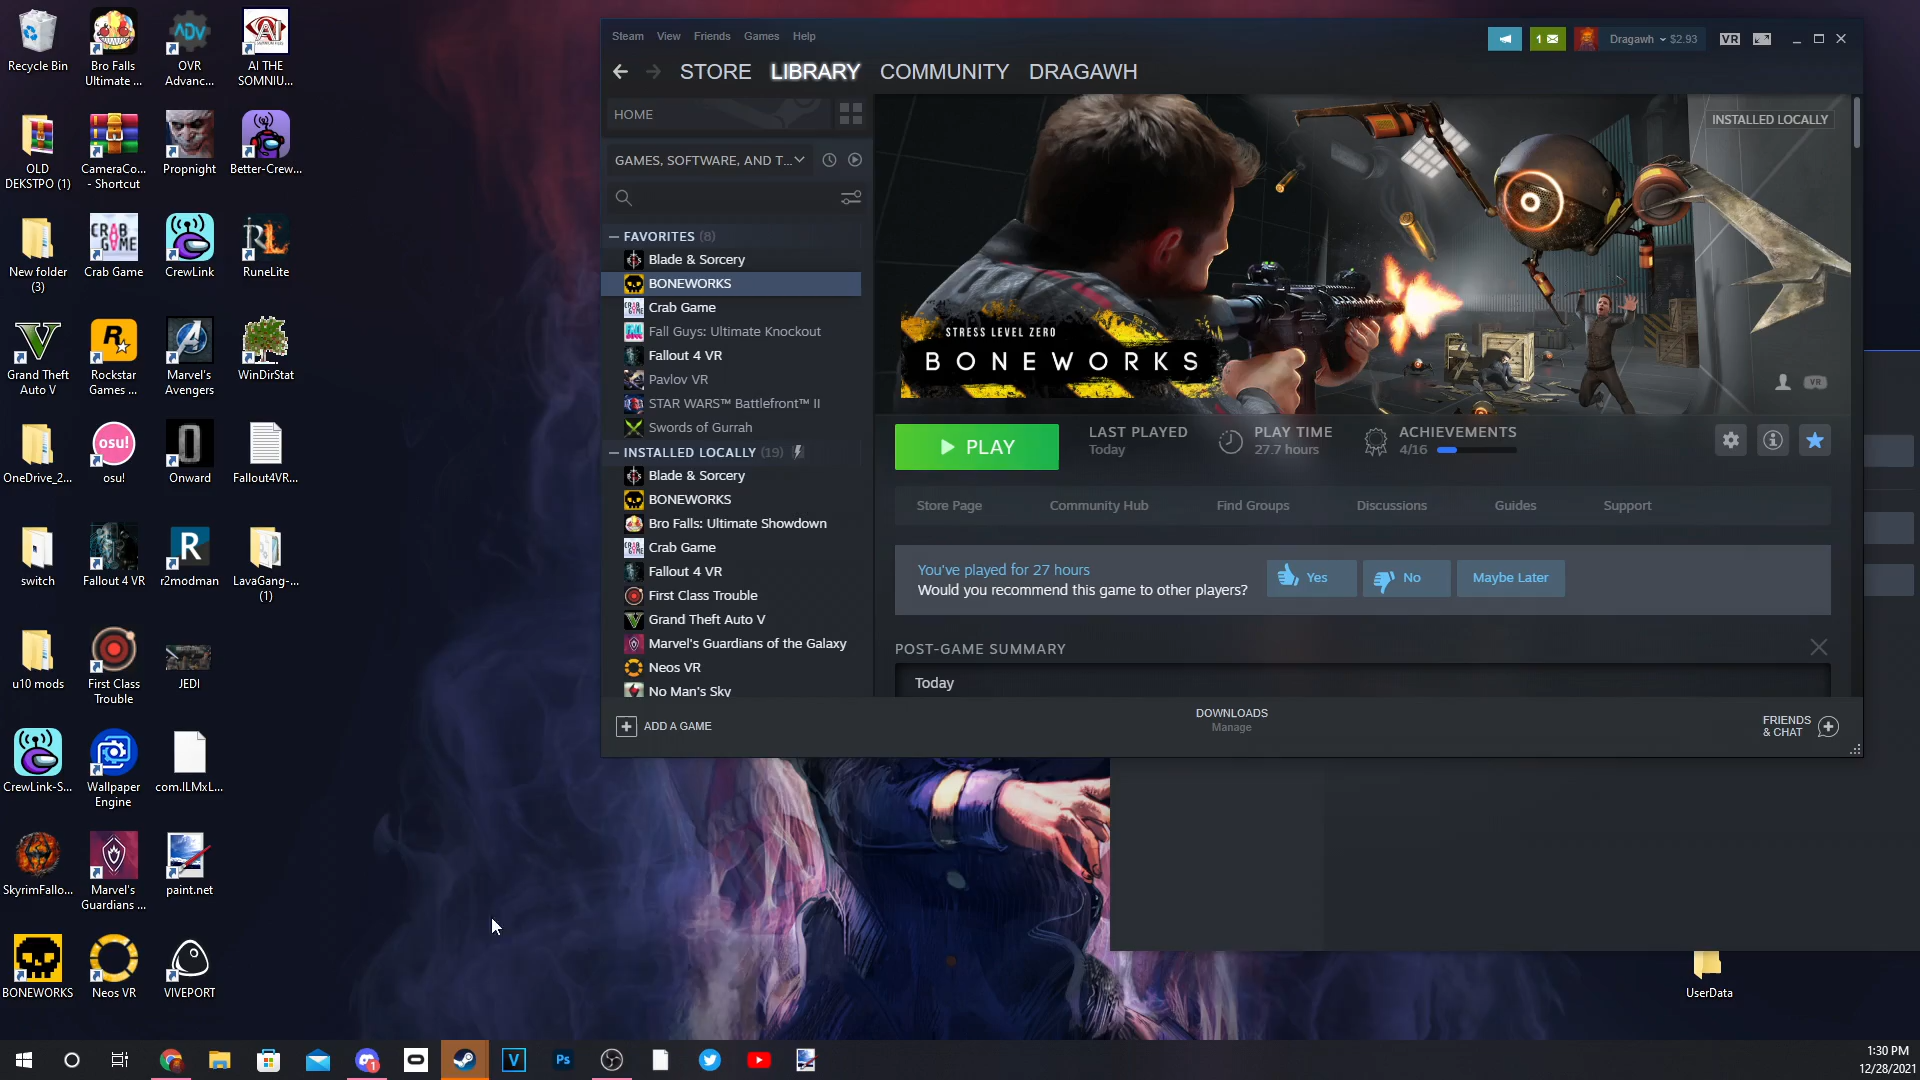 Recycle Bin
Bro Falls
Ultimate ...
OVR
Advanc...
AI THE
SOMNIU...
OLD
DEKSTPO (1)
CameraCo...
- Shortcut
Propnight
Better-Crew...
New folder
(3)
Crab Game
CrewLink
RuneLite
Grand Theft
Auto V
Rockstar
Games ...
Marvel's
Avengers
WinDirStat
OneDrive_2...
osu!
Onward
Fallout4VR...
switch
Fallout 4 VR
r2modman
LavaGang-...
(1)
u10 mods
First Class
Trouble
JEDI
CrewLink-S...
Wallpaper
Engine
com.ILMxL...
SkyrimFallo...
Marvel's
Guardians ...
paint.net
BONEWORKS
Neos VR
VIVEPORT
Steam View Friends Games Help
1
Dragawh $2.93
VR
STORE LIBRARY COMMUNITY DRAGAWH
HOME
GAMES, SOFTWARE, AND T...
FAVORITES (8)
Blade & Sorcery
BONEWORKS
Crab Game
Fall Guys: Ultimate Knockout
Fallout 4 VR
Pavlov VR
STAR WARS™ Battlefront™ II
Swords of Gurrah
INSTALLED LOCALLY (19)
Blade & Sorcery
BONEWORKS
Bro Falls: Ultimate Showdown
Crab Game
Fallout 4 VR
First Class Trouble
Grand Theft Auto V
Marvel's Guardians of the Galaxy
Neos VR
No Man's Sky
INSTALLED LOCALLY
STRESS LEVEL ZERO
BONEWORKS
VR
PLAY
LAST PLAYED
Today
PLAY TIME
27.7 hours
ACHIEVEMENTS
4/16
Store Page Community Hub Find Groups Discussions Guides Support
You've played for 27 hours
Would you recommend this game to other players?
Yes No Maybe Later
POST-GAME SUMMARY
Today
ADD A GAME
DOWNLOADS
Manage
FRIENDS
& CHAT
UserData
1:30 PM
12/28/2021